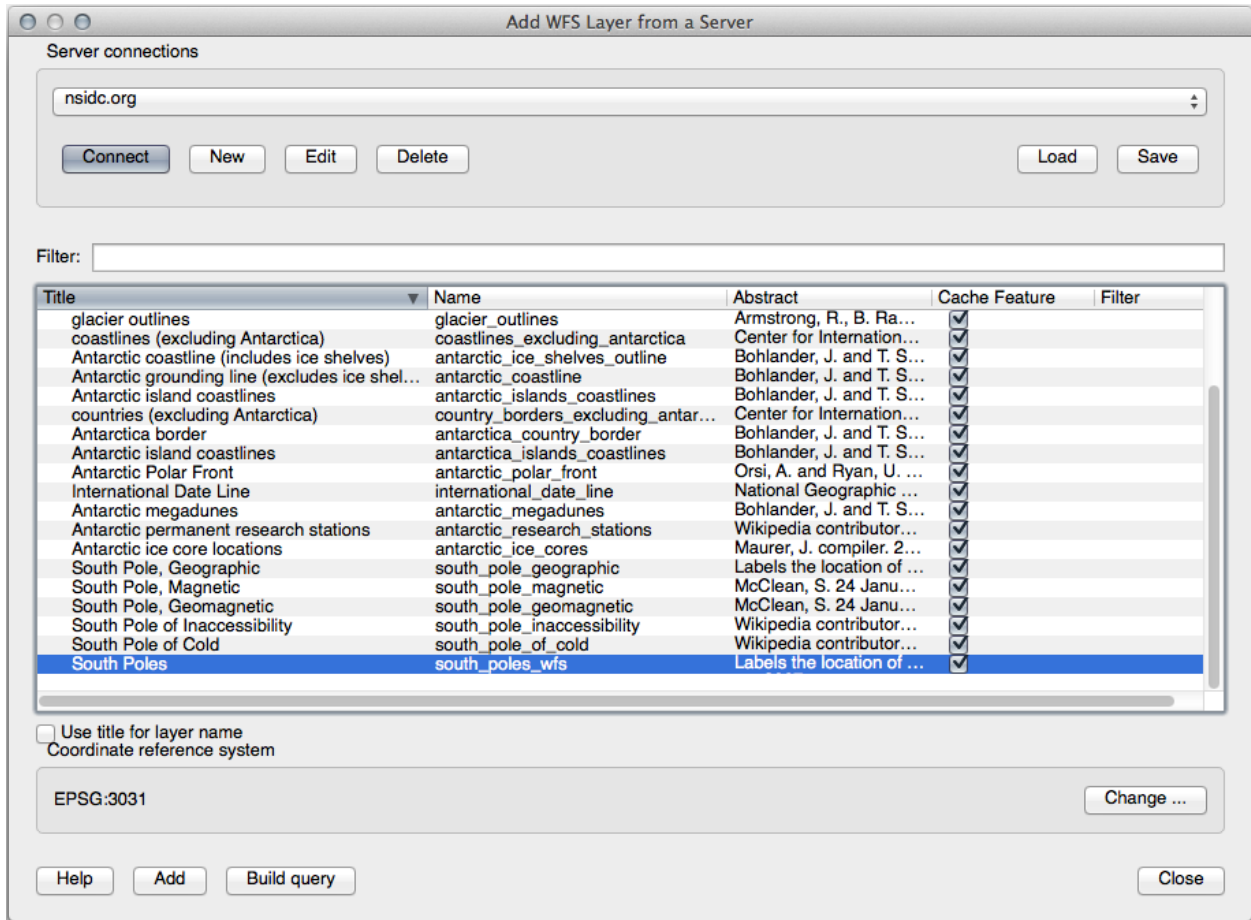 Add WFS Layer from a Server
Server connections
nsidc.org
Connect New Edit Delete Load Save
Filter:
Title Name Abstract Cache Feature Filter
glacier outlines glacier_outlines Armstrong, R., B. Ra...
coastlines (excluding Antarctica) coastlines_excluding_antarctica Center for Internation...
Antarctic coastline (includes ice shelves) antarctic_ice_shelves_outline Bohlander, J. and T. S...
Antarctic grounding line (excludes ice shel... antarctic_coastline Bohlander, J. and T. S...
Antarctic island coastlines antarctic_islands_coastlines Bohlander, J. and T. S...
countries (excluding Antarctica) country_borders_excluding_antar... Center for Internation...
Antarctica border antarctica_country_border Bohlander, J. and T. S...
Antarctic island coastlines antarctica_islands_coastlines Bohlander, J. and T. S...
Antarctic Polar Front antarctic_polar_front Orsi, A. and Ryan, U. ...
International Date Line international_date_line National Geographic ...
Antarctic megadunes antarctic_megadunes Bohlander, J. and T. S...
Antarctic permanent research stations antarctic_research_stations Wikipedia contributor...
Antarctic ice core locations antarctic_ice_cores Maurer, J. compiler. 2...
South Pole, Geographic south_pole_geographic Labels the location of ...
South Pole, Magnetic south_pole_magnetic McClean, S. 24 Janu...
South Pole, Geomagnetic south_pole_geomagnetic McClean, S. 24 Janu...
South Pole of Inaccessibility south_pole_inaccessibility Wikipedia contributor...
South Pole of Cold south_pole_of_cold Wikipedia contributor...
South Poles south_poles_wfs Labels the location of ...
Use title for layer name
Coordinate reference system
EPSG:3031 Change ...
Help Add Build query Close